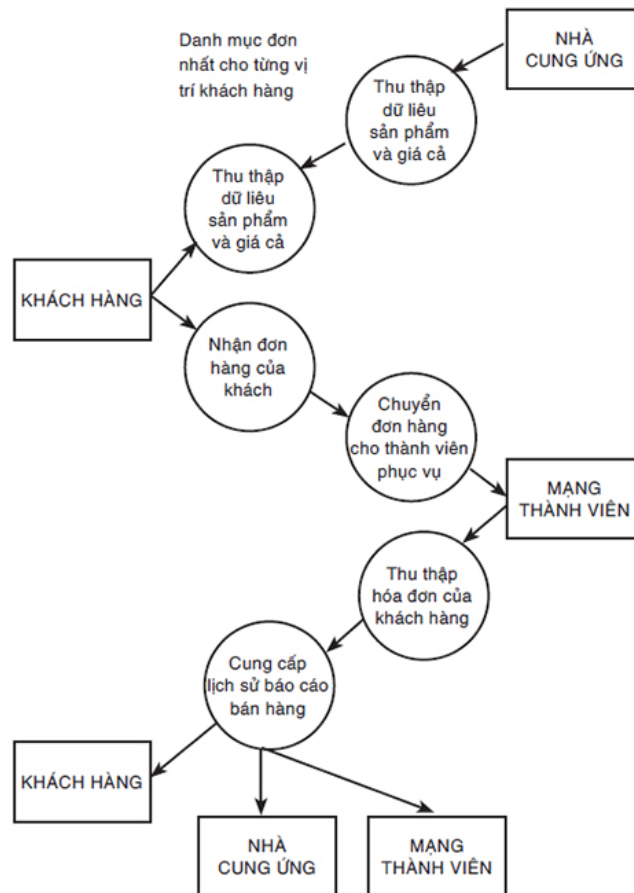 Danh mục đơn
nhất cho từng vị
trí khách hàng
NHÀ
CUNG ỨNG
Thu thập
dữ liêu
sản phẩm
và giá cả
Thu thập
dữ liêu
sản phẩm
và giá cả
KHÁCH HÀNG
Nhận đơn
hàng của
khách
Chuyển
đơn hàng
cho thành viên
phục vụ
MẠNG
THÀNH VIÊN
Thu thập
hóa đơn của
khách hàng
Cung cấp
lịch sử báo cáo
bán hàng
KHÁCH HÀNG
NHÀ
CUNG ỨNG
MẠNG
THÀNH VIÊN